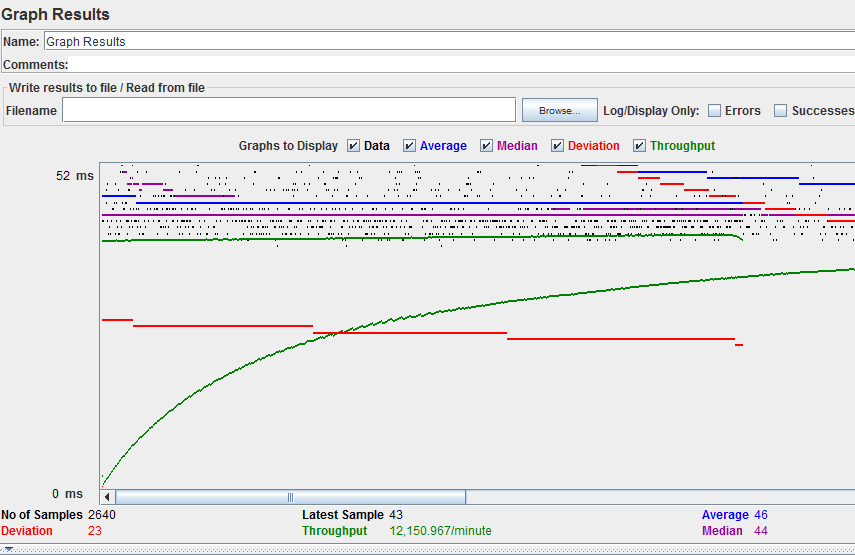 Graph Results
Name: Graph Results
Comments:
Write results to file / Read from file
Filename Browse... Log/Display Only: Errors Successes
Graphs to Display Data Average Median Deviation Throughput
52 ms
0 ms
No of Samples 2640 Latest Sample 43 Average 46
Deviation 23 Throughput 12,150.967/minute Median 44